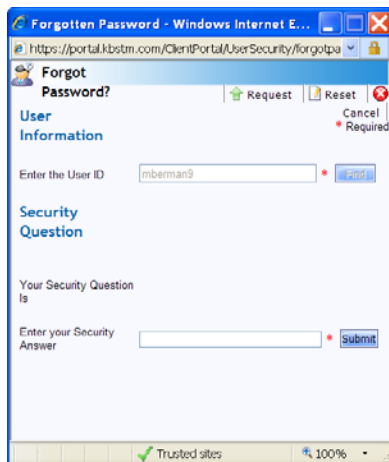 Forgotten Password - Windows Internet E...
https://portal.kbstm.com/ClientPortal/UserSecurity/forgotpa
Forgot
Password?
Request
Reset
Cancel
* Required
User
Information
Enter the User ID
mberman9
*
Find
Security
Question
Your Security Question
Is
Enter your Security
Answer
*
Submit
Trusted sites
100%